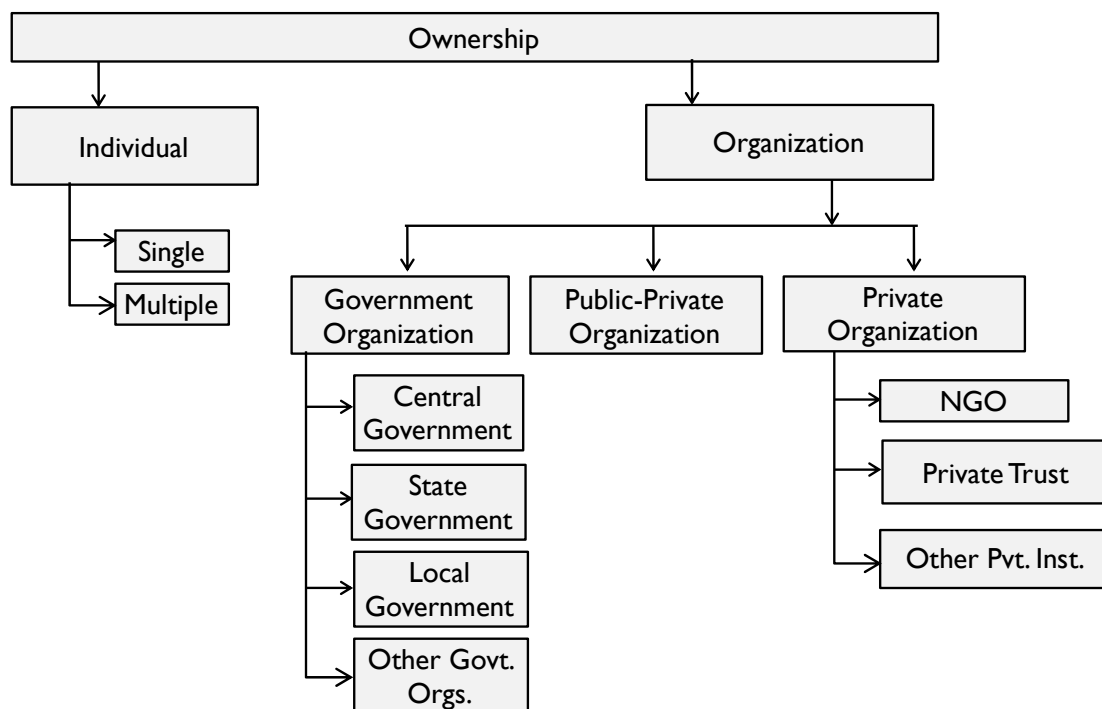 Ownership
Individual
Organization
Single
Multiple
Government
Organization
Public-Private
Organization
Private
Organization
Central
Government
State
Government
Local
Government
Other Govt.
Orgs.
NGO
Private Trust
Other Pvt. Inst.